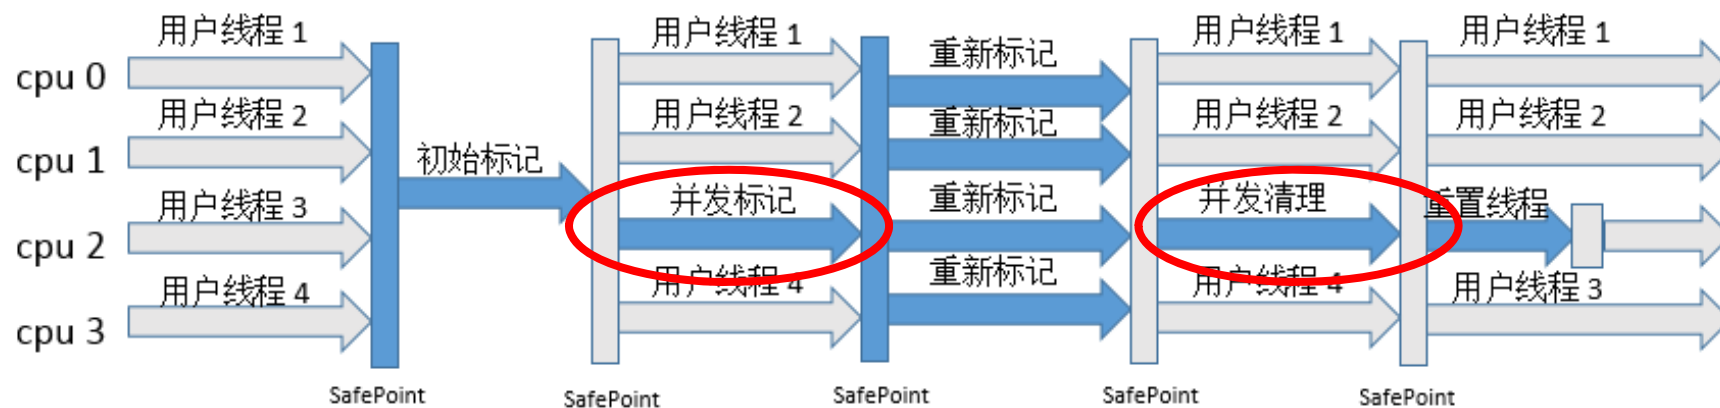 用户线程 1
用户线程 1
重新标记
用户线程 1
用户线程 1
cpu 0
用户线程 2
用户线程 2
重新标记
用户线程 2
用户线程 2
cpu 1
初始标记
用户线程 3
并发标记
重新标记
并发清理
重置线程
cpu 2
用户线程 4
用户线程 4
重新标记
用户线程 4
用户线程 3
cpu 3
SafePoint
SafePoint
SafePoint
SafePoint
SafePoint